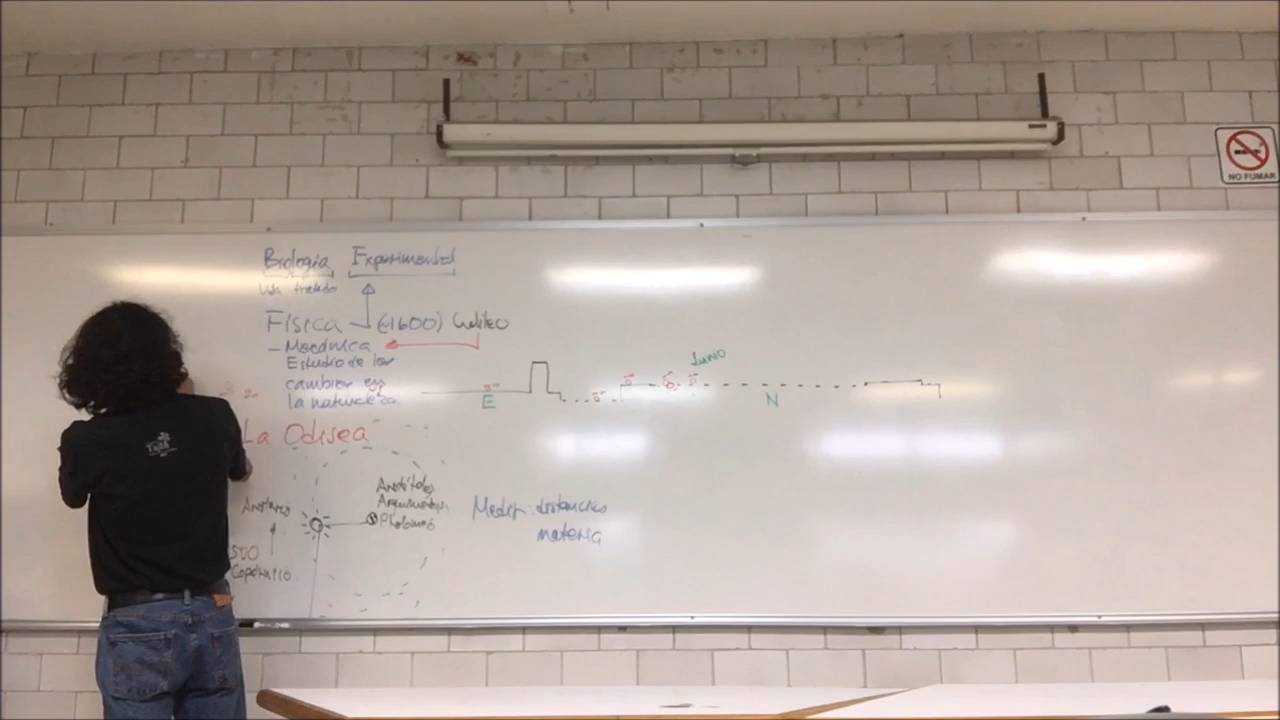 NO FUMAR
Biología Experimental
Un tratado
Física (~1600) Galileo
- Mecánica
Estudio de los
cambios en
la naturaleza.
Junio
E
N
La Odisea
Aristóteles
Arquímedes
Ptolomeo
Aristarco
500
Copérnico
Medir distancias
materia